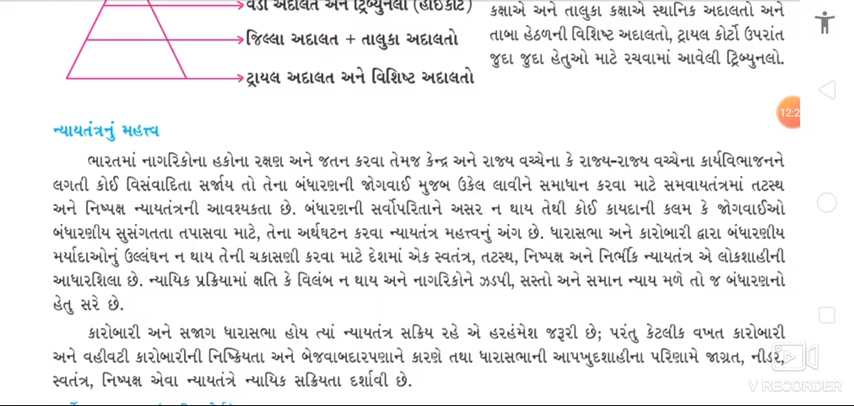 વડી અદાલત અને ટ્રિબ્યુનલો (હાઈકોર્ટ)
જિલ્લા અદાલત + તાલુકા અદાલતો
ટ્રાયલ અદાલત અને વિશિષ્ટ અદાલતો
કક્ષાએ અને તાલુકા કક્ષાએ સ્થાનિક અદાલતો અને
તાબા હેઠળની વિશિષ્ટ અદાલતો, ટ્રાયલ કોર્ટો ઉપરાંત
જુદા જુદા હેતુઓ માટે રચવામાં આવેલી ટ્રિબ્યુનલો.
12:2
ન્યાયતંત્રનું મહત્ત્વ
ભારતમાં નાગરિકોના હકોના રક્ષણ અને જતન કરવા તેમજ કેન્દ્ર અને રાજ્ય વચ્ચેના કે રાજ્ય-રાજ્ય વચ્ચેના કાર્યવિભાજનને
લગતી કોઈ વિસંવાદિતા સર્જાય તો તેના બંધારણની જોગવાઈ મુજબ ઉકેલ લાવીને સમાધાન કરવા માટે સમવાયતંત્રમાં તટસ્થ
અને નિષ્પક્ષ ન્યાયતંત્રની આવશ્યકતા છે. બંધારણની સર્વોપરિતાને અસર ન થાય તેથી કોઈ કાયદાની કલમ કે જોગવાઈઓ
બંધારણીય સુસંગતતા તપાસવા માટે, તેના અર્થઘટન કરવા ન્યાયતંત્ર મહત્ત્વનું અંગ છે. ધારાસભા અને કારોબારી દ્વારા બંધારણીય
મર્યાદાઓનું ઉલ્લંઘન ન થાય તેની ચકાસણી કરવા માટે દેશમાં એક સ્વતંત્ર, તટસ્થ, નિષ્પક્ષ અને નિર્ભીક ન્યાયતંત્ર એ લોકશાહીની
આધારશિલા છે. ન્યાયિક પ્રક્રિયામાં ક્ષતિ કે વિલંબ ન થાય અને નાગરિકોને ઝડપી, સસ્તો અને સમાન ન્યાય મળે તો જ બંધારણનો
હેતુ સરે છે.
કારોબારી અને સજાગ ધારાસભા હોય ત્યાં ન્યાયતંત્ર સક્રિય રહે એ હરહંમેશ જરૂરી છે; પરંતુ કેટલીક વખત કારોબારી
અને વહીવટી કારોબારીની નિષ્ક્રિયતા અને બેજવાબદારપણાને કારણે તથા ધારાસભાની આપખુદશાહીના પરિણામે જાગ્રત, નીડર,
સ્વતંત્ર, નિષ્પક્ષ એવા ન્યાયતંત્રે ન્યાયિક સક્રિયતા દર્શાવી છે.
V RECORDER